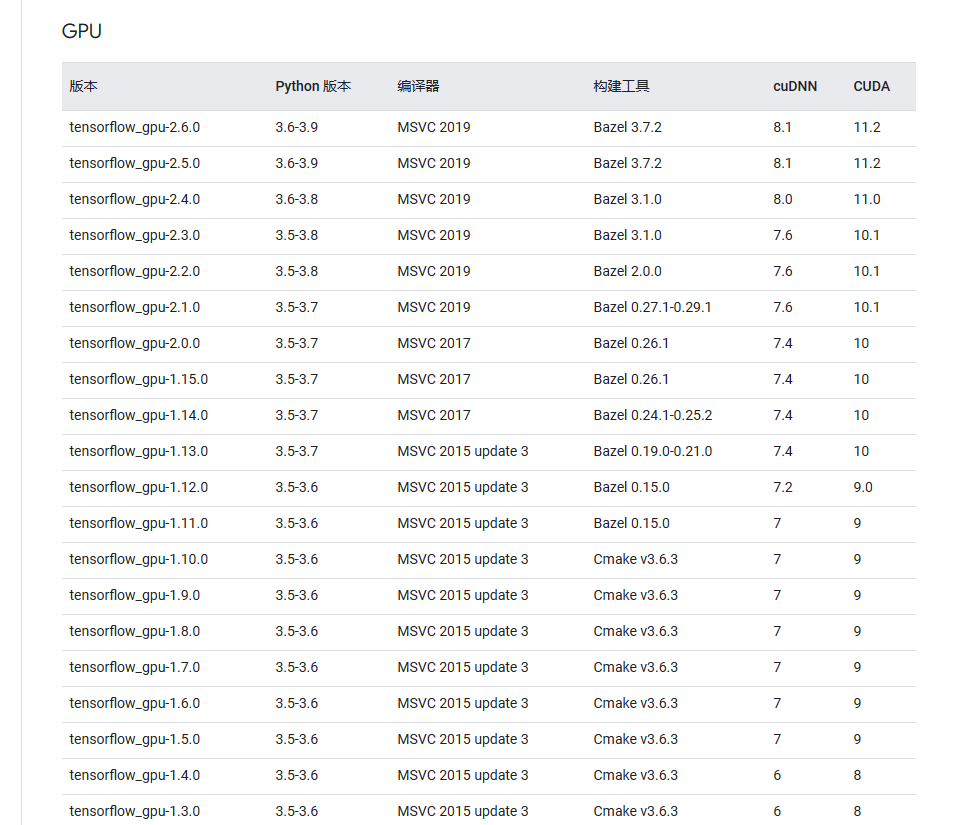 GPU
版本 Python 版本 编译器 构建工具 cuDNN CUDA
tensorflow_gpu-2.6.0 3.6-3.9 MSVC 2019 Bazel 3.7.2 8.1 11.2
tensorflow_gpu-2.5.0 3.6-3.9 MSVC 2019 Bazel 3.7.2 8.1 11.2
tensorflow_gpu-2.4.0 3.6-3.8 MSVC 2019 Bazel 3.1.0 8.0 11.0
tensorflow_gpu-2.3.0 3.5-3.8 MSVC 2019 Bazel 3.1.0 7.6 10.1
tensorflow_gpu-2.2.0 3.5-3.8 MSVC 2019 Bazel 2.0.0 7.6 10.1
tensorflow_gpu-2.1.0 3.5-3.7 MSVC 2019 Bazel 0.27.1-0.29.1 7.6 10.1
tensorflow_gpu-2.0.0 3.5-3.7 MSVC 2017 Bazel 0.26.1 7.4 10
tensorflow_gpu-1.15.0 3.5-3.7 MSVC 2017 Bazel 0.26.1 7.4 10
tensorflow_gpu-1.14.0 3.5-3.7 MSVC 2017 Bazel 0.24.1-0.25.2 7.4 10
tensorflow_gpu-1.13.0 3.5-3.7 MSVC 2015 update 3 Bazel 0.19.0-0.21.0 7.4 10
tensorflow_gpu-1.12.0 3.5-3.6 MSVC 2015 update 3 Bazel 0.15.0 7.2 9.0
tensorflow_gpu-1.11.0 3.5-3.6 MSVC 2015 update 3 Bazel 0.15.0 7 9
tensorflow_gpu-1.10.0 3.5-3.6 MSVC 2015 update 3 Cmake v3.6.3 7 9
tensorflow_gpu-1.9.0 3.5-3.6 MSVC 2015 update 3 Cmake v3.6.3 7 9
tensorflow_gpu-1.8.0 3.5-3.6 MSVC 2015 update 3 Cmake v3.6.3 7 9
tensorflow_gpu-1.7.0 3.5-3.6 MSVC 2015 update 3 Cmake v3.6.3 7 9
tensorflow_gpu-1.6.0 3.5-3.6 MSVC 2015 update 3 Cmake v3.6.3 7 9
tensorflow_gpu-1.5.0 3.5-3.6 MSVC 2015 update 3 Cmake v3.6.3 7 9
tensorflow_gpu-1.4.0 3.5-3.6 MSVC 2015 update 3 Cmake v3.6.3 6 8
tensorflow_gpu-1.3.0 3.5-3.6 MSVC 2015 update 3 Cmake v3.6.3 6 8